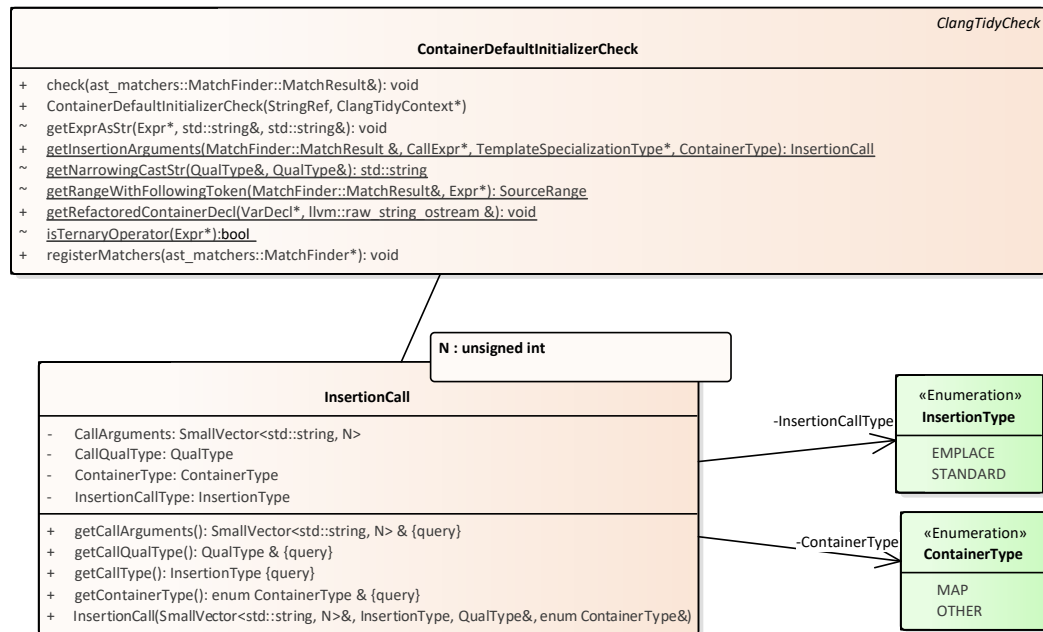 ClangTidyCheck
ContainerDefaultInitializerCheck
+ check(ast_matchers::MatchFinder::MatchResult&): void
+ ContainerDefaultInitializerCheck(StringRef, ClangTidyContext*)
~ getExprAsStr(Expr*, std::string&, std::string&): void
+ getInsertionArguments(MatchFinder::MatchResult &, CallExpr*, TemplateSpecializationType*, ContainerType): InsertionCall
~ getNarrowingCastStr(QualType&, QualType&): std::string
~ getRangeWithFollowingToken(MatchFinder::MatchResult&, Expr*): SourceRange
+ getRefactoredContainerDecl(VarDecl*, llvm::raw_string_ostream &): void
~ isTernaryOperator(Expr*):bool
+ registerMatchers(ast_matchers::MatchFinder*): void
N : unsigned int
InsertionCall
- CallArguments: SmallVector<std::string, N>
- CallQualType: QualType
- ContainerType: ContainerType
- InsertionCallType: InsertionType
+ getCallArguments(): SmallVector<std::string, N> & {query}
+ getCallQualType(): QualType & {query}
+ getCallType(): InsertionType {query}
+ getContainerType(): enum ContainerType & {query}
+ InsertionCall(SmallVector<std::string, N>&, InsertionType, QualType&, enum ContainerType&)
-InsertionCallType
«Enumeration»
InsertionType
EMPLACE
STANDARD
-ContainerType
«Enumeration»
ContainerType
MAP
OTHER